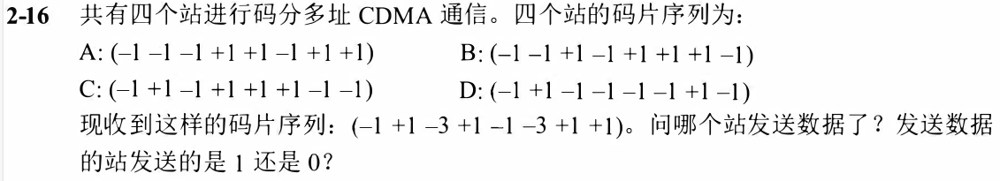 2-16 共有四个站进行码分多址 CDMA 通信。四个站的码片序列为：
A: (–1 –1 –1 +1 +1 –1 +1 +1) B: (–1 –1 +1 –1 +1 +1 +1 –1)
C: (–1 +1 –1 +1 +1 +1 –1 –1) D: (–1 +1 –1 –1 –1 –1 +1 –1)
现收到这样的码片序列：(–1 +1 –3 +1 –1 –3 +1 +1)。问哪个站发送数据了？发送数据
的站发送的是 1 还是 0？